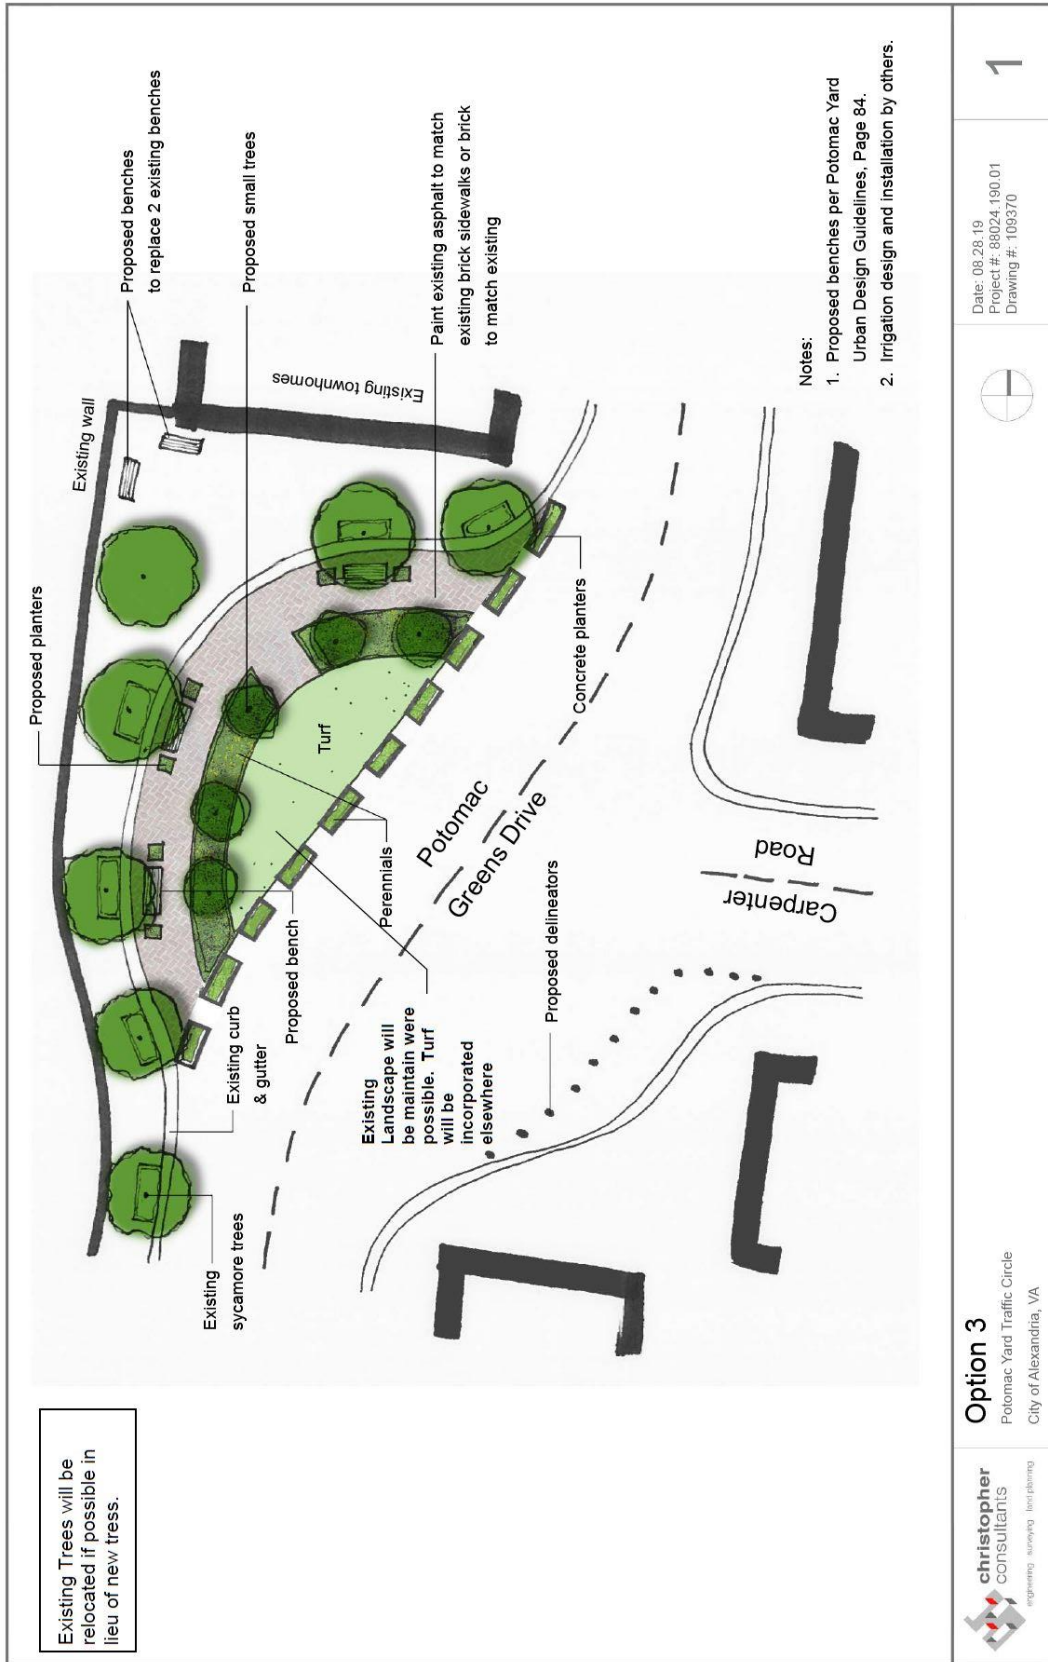 Existing Trees will be
relocated if possible in
lieu of new tress.
Existing
sycamore trees
Existing curb
& gutter
Proposed bench
Proposed planters
Existing wall
Proposed benches
to replace 2 existing benches
Proposed small trees
Existing townhomes
Paint existing asphalt to match
existing brick sidewalks or brick
to match existing
Turf
Perennials
Existing
Landscape will
be maintain were
possible. Turf
will be
incorporated
elsewhere
Potomac
Greens Drive
Concrete planters
Proposed delineators
Carpenter
Road
Notes:
1. Proposed benches per Potomac Yard
Urban Design Guidelines, Page 84.
2. Irrigation design and installation by others.
christopher
consultants
engineering surveying land planning
Option 3
Potomac Yard Traffic Circle
City of Alexandria, VA
Date: 08.28.19
Project #: 88024.190.01
Drawing #: 109370
1